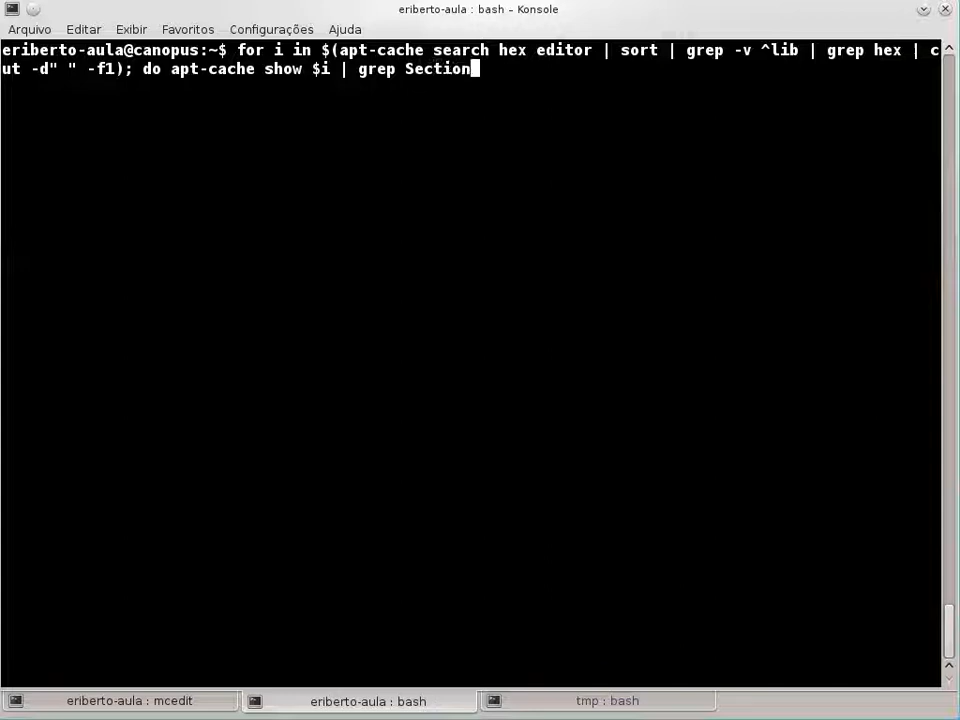 eriberto-aula : bash – Konsole
Arquivo Editar Exibir Favoritos Configurações Ajuda
eriberto-aula@canopus:~$ for i in $(apt-cache search hex editor | sort | grep -v ^lib | grep hex | c
ut -d" " -f1); do apt-cache show $i | grep Section
eriberto-aula : mcedit eriberto-aula : bash tmp : bash